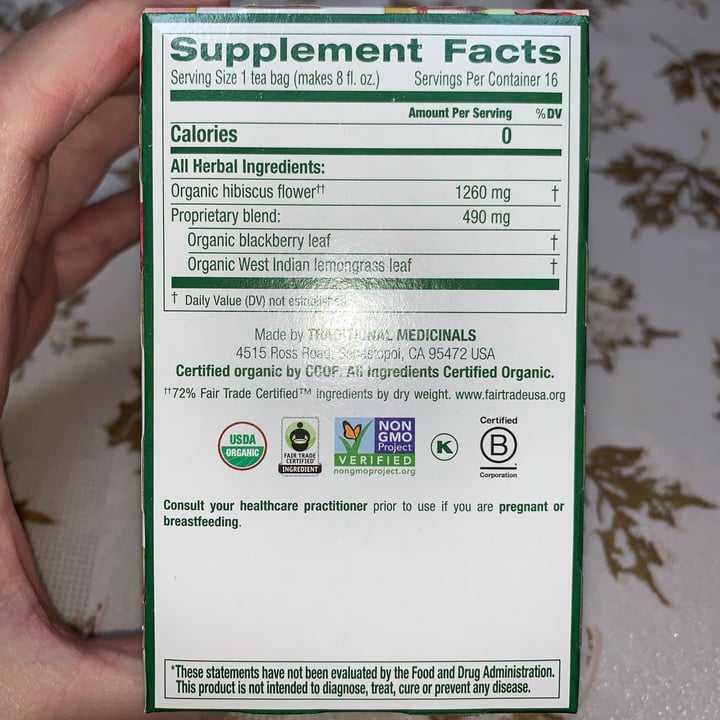 Supplement Facts
Serving Size 1 tea bag (makes 8 fl. oz.) Servings Per Container 16
Amount Per Serving %DV
Calories 0
All Herbal Ingredients:
Organic hibiscus flower†† 1260 mg †
Proprietary blend: 490 mg
Organic blackberry leaf †
Organic West Indian lemongrass leaf †
† Daily Value (DV) not established.
Made by TRADITIONAL MEDICINALS
4515 Ross Road, Sebastopol, CA 95472 USA
Certified organic by CCOF. All Ingredients Certified Organic.
††72% Fair Trade Certified™ ingredients by dry weight. www.fairtradeusa.org
USDA
ORGANIC
FAIR TRADE
CERTIFIED
INGREDIENT
NON
GMO
Project
VERIFIED
nongmoproject.org
K
Certified
B
Corporation
Consult your healthcare practitioner prior to use if you are pregnant or
breastfeeding.
*These statements have not been evaluated by the Food and Drug Administration.
This product is not intended to diagnose, treat, cure or prevent any disease.